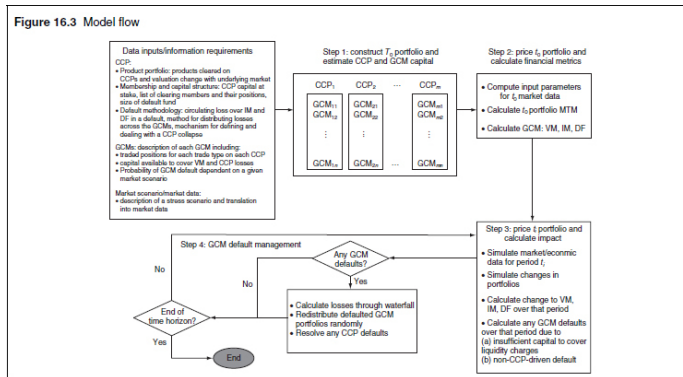 Figure 16.3 Model flow
Data inputs/information requirements
CCP:
• Product portfolio: products cleared on
CCPs and valuation change with underlying market
• Membership and capital structure: CCP capital at
stake, list of clearing members and their positions,
size of default fund
• Default methodology: circulating loss over IM and
DF in a default, method for distributing losses
across the GCMs, mechanism for defining and
dealing with a CCP collapse
GCMs: description of each GCM including:
• traded positions for each trade type on each CCP
• capital available to cover VM and CCP losses
• Probability of GCM default dependent on a given
market scenario
Market scenario/market data:
• description of a stress scenario and translation
into market data
Step 1: construct T0 portfolio and
estimate CCP and GCM capital
CCP1 CCP2 ... CCPm
GCM11 GCM21 GCMm1
GCM12 GCM22 GCMm2
⋮ ⋮ ⋮
GCM1n GCM2n GCMmn
Step 2: price t0 portfolio and
calculate financial metrics
• Compute input parameters
for t0 market data
• Calculate t0 portfolio MTM
• Calculate GCM: VM, IM, DF
Step 3: price ti portfolio and
calculate impact
• Simulate market/econmic
data for period ti
• Simulate changes in
portfolios
• Calculate change to VM,
IM, DF over that period
• Calculate any GCM defaults
over that period due to
(a) insufficient capital to cover
liquidity charges
(b) non-CCP-driven default
Step 4: GCM default management
Any GCM
defaults?
No
Yes
• Calculate losses through waterfall
• Redistribute defaulted GCM
portfolios randomly
• Resolve any CCP defaults
No
End of
time horizon?
Yes
End